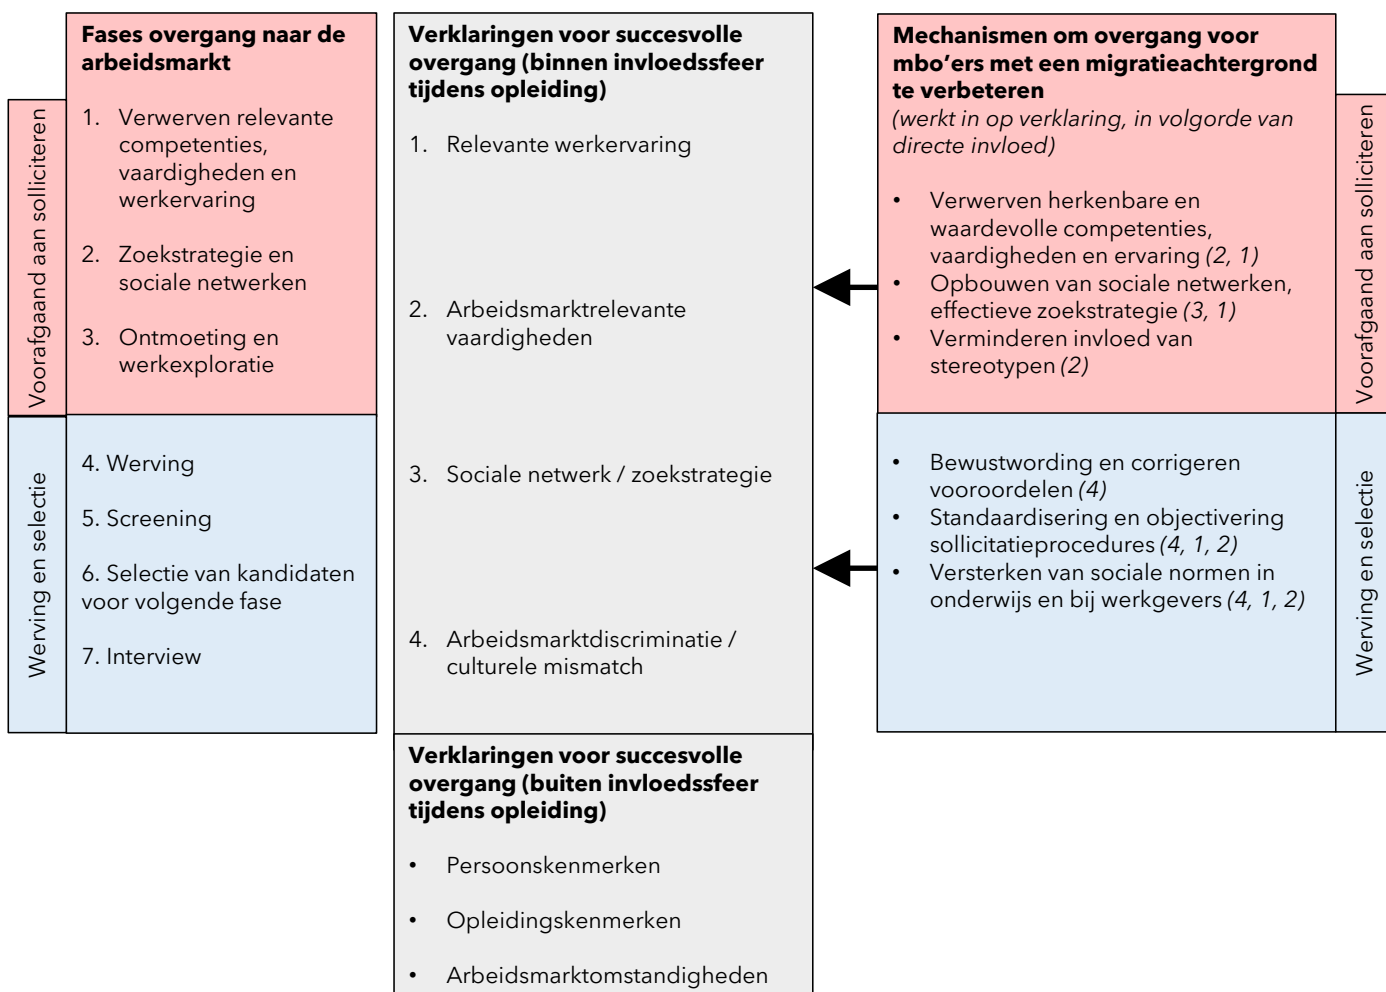 Voorafgaand aan solliciteren
Werving en selectie
Fases overgang naar de
arbeidsmarkt
1. Verwerven relevante
competenties,
vaardigheden en
werkervaring
2. Zoekstrategie en
sociale netwerken
3. Ontmoeting en
werkexploratie
4. Werving
5. Screening
6. Selectie van kandidaten
voor volgende fase
7. Interview
Verklaringen voor succesvolle
overgang (binnen invloedssfeer
tijdens opleiding)
1. Relevante werkervaring
2. Arbeidsmarktrelevante
vaardigheden
3. Sociale netwerk / zoekstrategie
4. Arbeidsmarktdiscriminatie /
culturele mismatch
Verklaringen voor succesvolle
overgang (buiten invloedssfeer
tijdens opleiding)
• Persoonskenmerken
• Opleidingskenmerken
• Arbeidsmarktomstandigheden
Mechanismen om overgang voor
mbo’ers met een migratieachtergrond
te verbeteren
(werkt in op verklaring, in volgorde van
directe invloed)
• Verwerven herkenbare en
waardevolle competenties,
vaardigheden en ervaring (2, 1)
• Opbouwen van sociale netwerken,
effectieve zoekstrategie (3, 1)
• Verminderen invloed van
stereotypen (2)
• Bewustwording en corrigeren
vooroordelen (4)
• Standaardisering en objectivering
sollicitatieprocedures (4, 1, 2)
• Versterken van sociale normen in
onderwijs en bij werkgevers (4, 1, 2)
Voorafgaand aan solliciteren
Werving en selectie